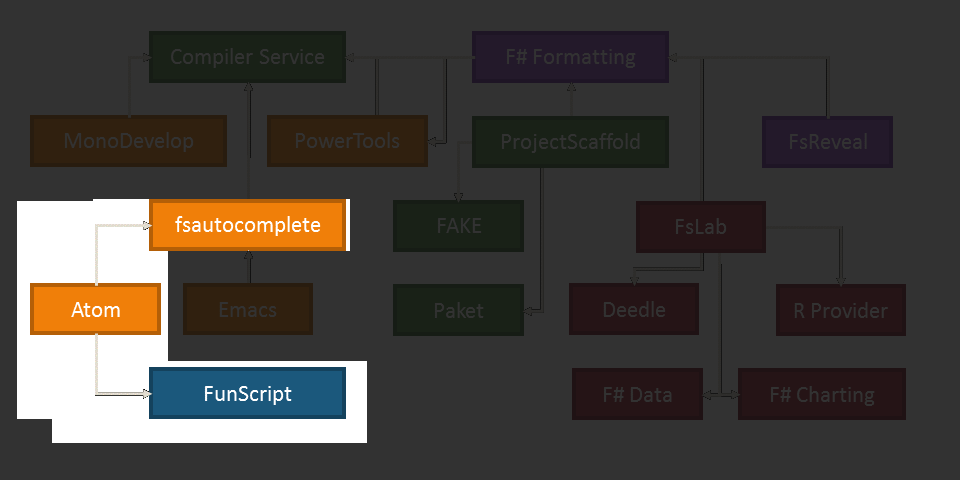 Compiler Service
F# Formatting
MonoDevelop
PowerTools
ProjectScaffold
FsReveal
fsautocomplete
FAKE
FsLab
Atom
Emacs
Paket
Deedle
R Provider
FunScript
F# Data
F# Charting